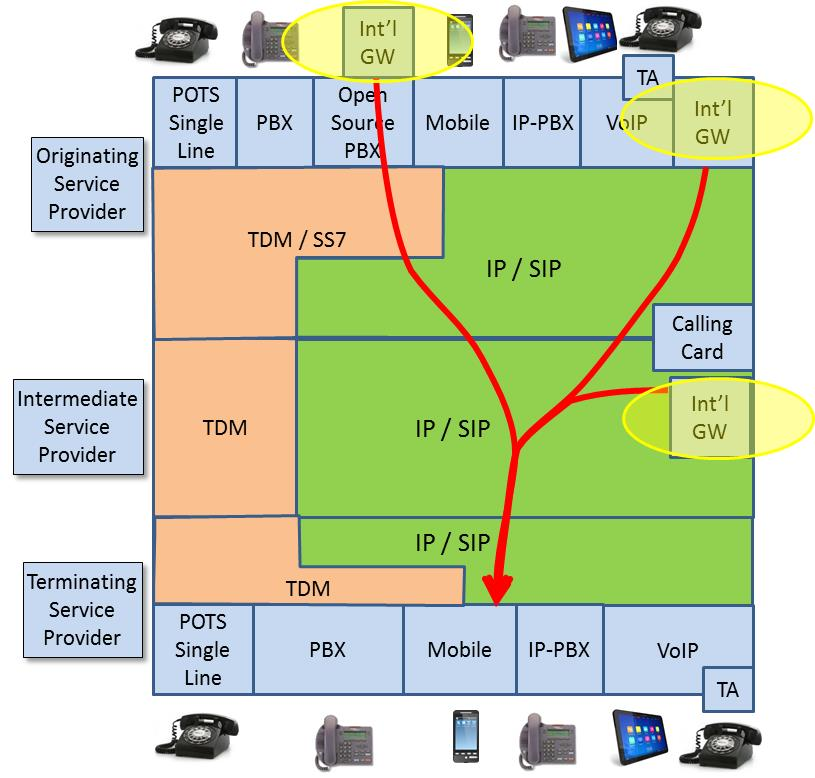 Int'l
GW
TA
POTS
Single
Line
PBX
Open
Source
PBX
Mobile
IP-PBX
VoIP
Int'l
GW
Originating
Service
Provider
TDM / SS7
IP / SIP
Calling
Card
Intermediate
Service
Provider
TDM
IP / SIP
Int'l
GW
IP / SIP
Terminating
Service
Provider
TDM
POTS
Single
Line
PBX
Mobile
IP-PBX
VoIP
TA